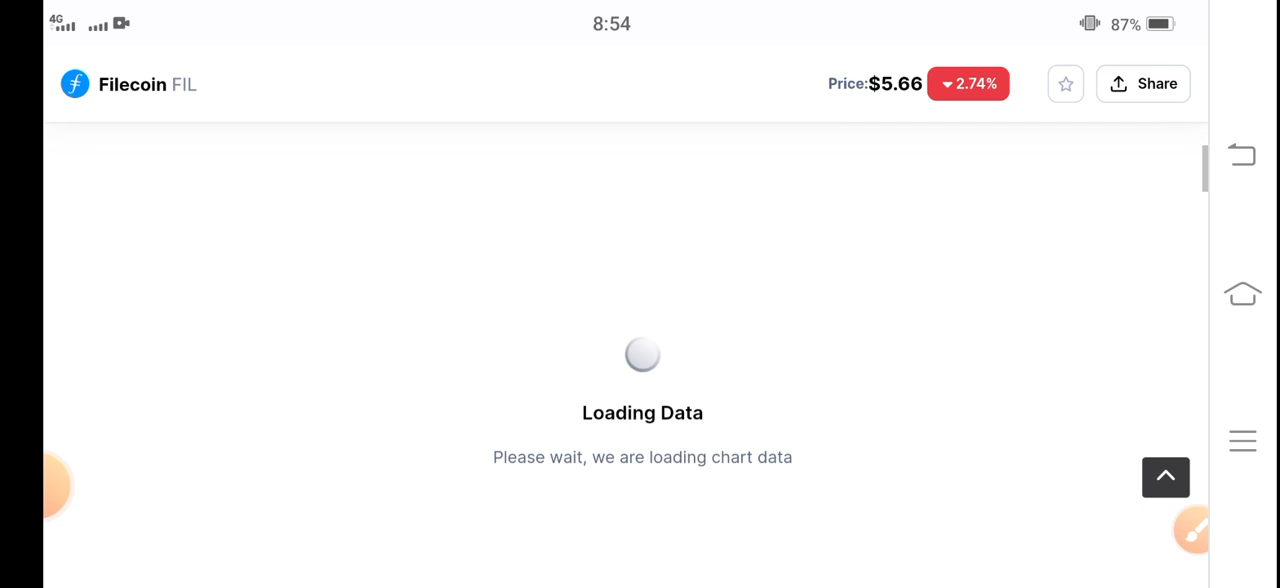 4G 8:54 87%
Filecoin FIL Price:$5.66 2.74% Share
Loading Data
Please wait, we are loading chart data